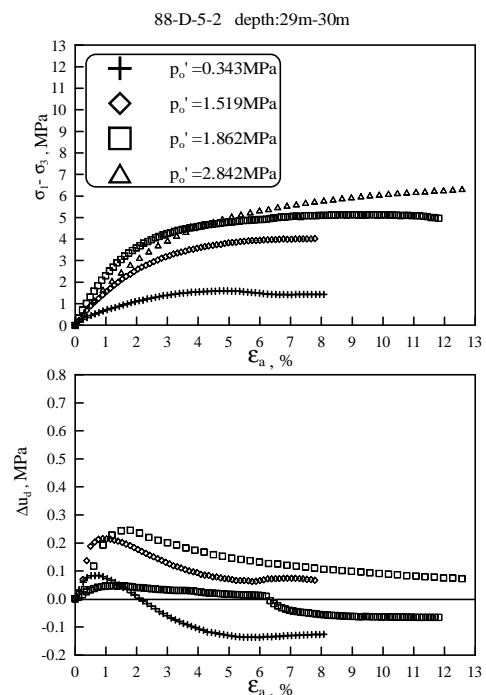 88-D-5-2 depth:29m-30m
13
12
11
10
9
8
7
6
5
4
3
2
1
0
σ1- σ3, MPa
po' =0.343MPa
po' =1.519MPa
po' =1.862MPa
po' =2.842MPa
0 1 2 3 4 5 6 7 8 9 10 11 12 13
εa , %
0.8
0.7
0.6
0.5
0.4
0.3
0.2
0.1
0.0
-0.1
-0.2
Δud, MPa
0 1 2 3 4 5 6 7 8 9 10 11 12 13
εa , %